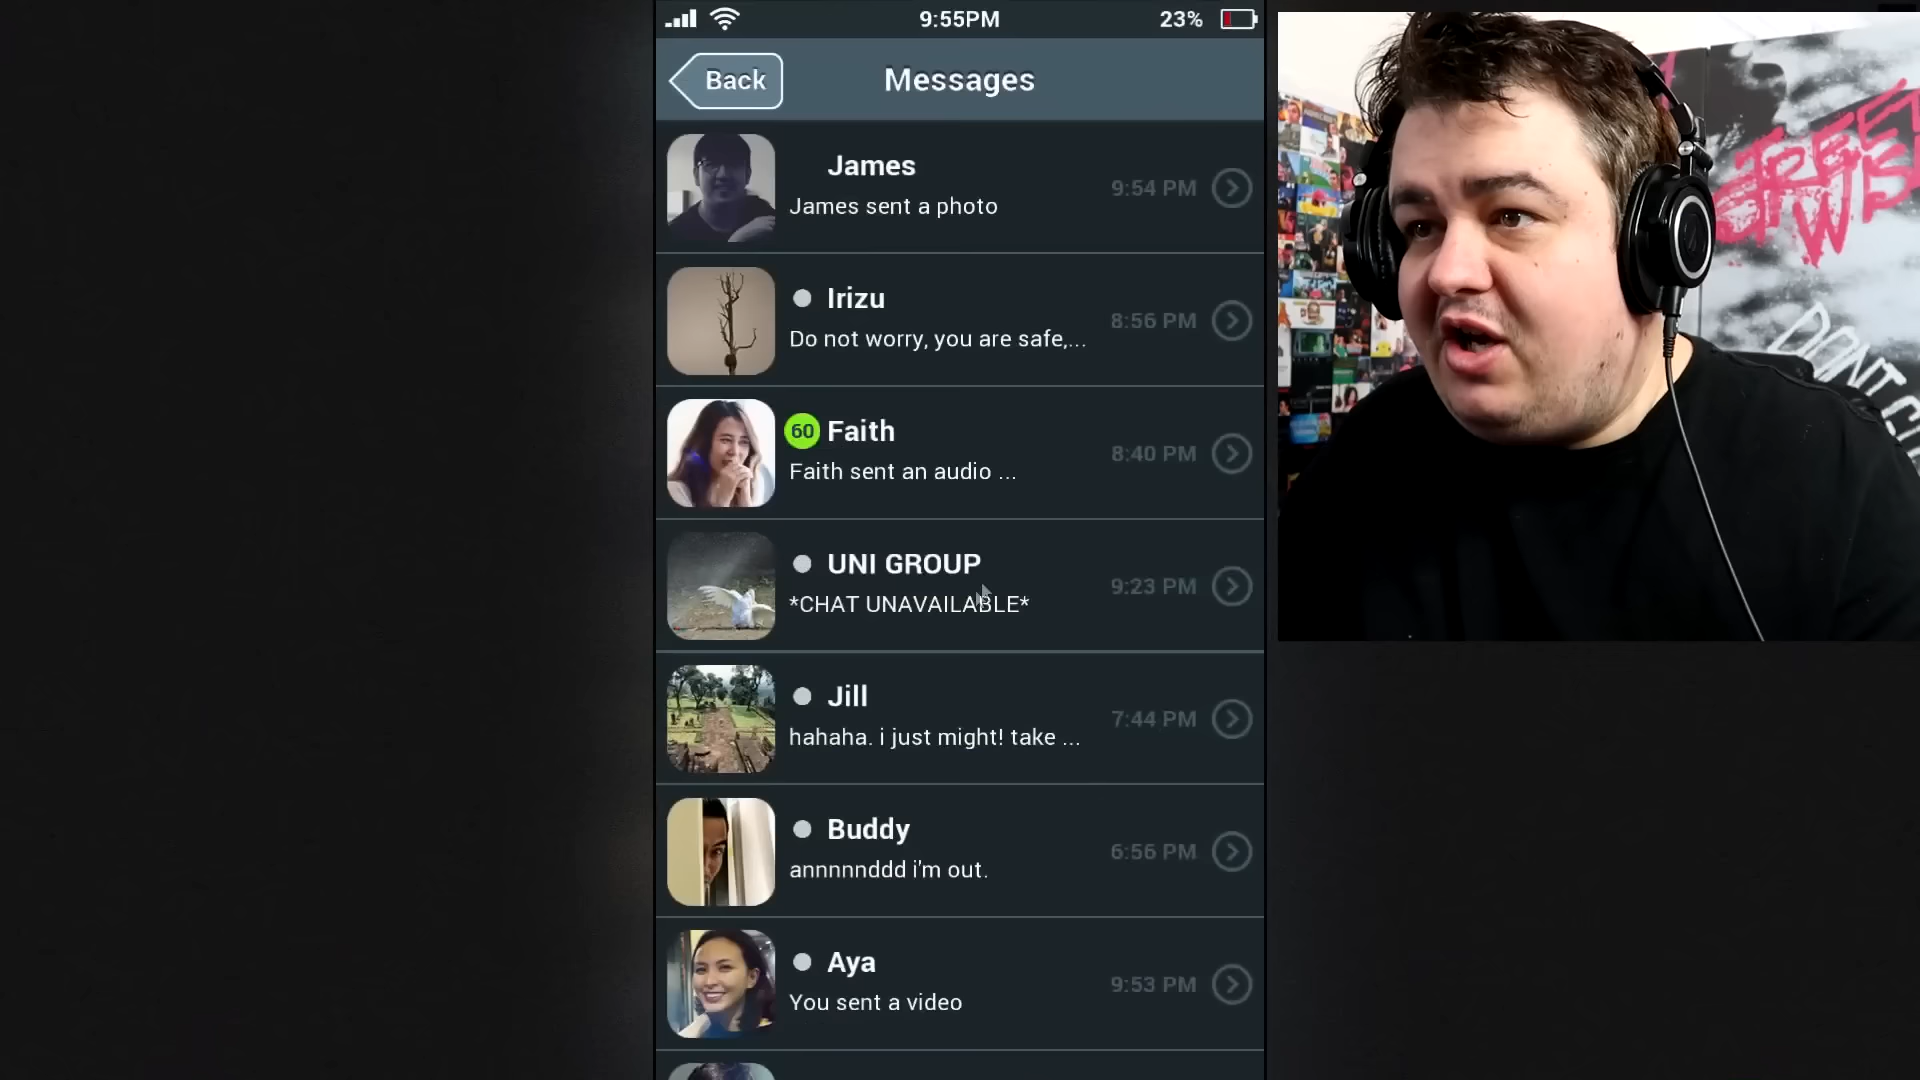 9:55PM
23%
Back
Messages
James
9:54 PM
James sent a photo
Irizu
8:56 PM
Do not worry, you are safe,...
60
Faith
8:40 PM
Faith sent an audio ...
UNI GROUP
9:23 PM
*CHAT UNAVAILABLE*
Jill
7:44 PM
hahaha. i just might! take ...
Buddy
6:56 PM
annnnnddd i'm out.
Aya
9:53 PM
You sent a video
DON'T